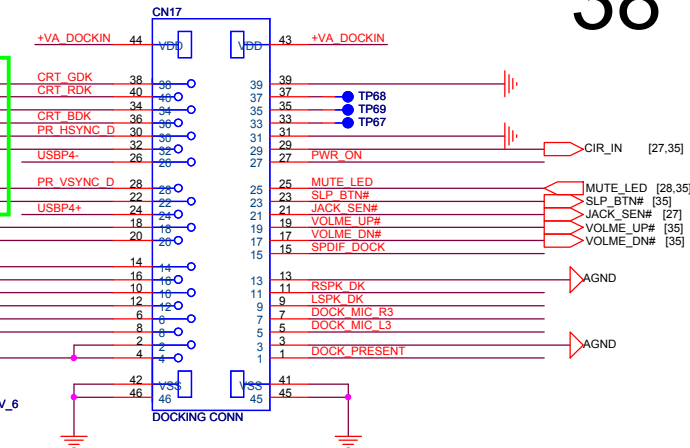 38
CN17
+VA_DOCKIN 44 VDD VDD 43 +VA_DOCKIN
CRT_GDK 38 38 39 39
CRT_RDK 40 40 37 37 TP68
34 34 35 35 TP69
CRT_BDK 36 36 33 33 TP67
PR_HSYNC_D 30 30 31 31
32 32 29 29 CIR_IN [27,35]
USBP4- 26 26 27 27 PWR_ON
PR_VSYNC_D 28 28 25 25 MUTE_LED MUTE_LED [28,35]
22 22 23 23 SLP_BTN# SLP_BTN# [35]
USBP4+ 24 24 21 21 JACK_SEN# JACK_SEN# [27]
18 18 19 19 VOLME_UP# VOLME_UP# [35]
20 20 17 17 VOLME_DN# VOLME_DN# [35]
15 15 SPDIF_DOCK
14 14
16 16 13 13 AGND
10 10 11 11 RSPK_DK
12 12 9 9 LSPK_DK
6 6 7 7 DOCK_MIC_R3
8 8 5 5 DOCK_MIC_L3
2 2 3 3 AGND
4 4 1 1 DOCK_PRESENT
42 VSS VSS 41
46 46 45 45
V_6
DOCKING CONN